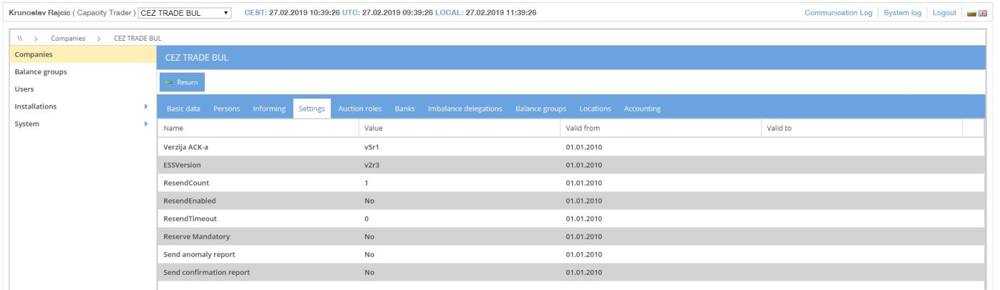 Krunoslav Rajcic ( Capacity Trader ) CEZ TRADE BUL CEST: 27.02.2019 10:39:26 UTC: 27.02.2019 09:39:26 LOCAL: 27.02.2019 11:39:26 Communication Log System log Logout
\\ > Companies > CEZ TRADE BUL
Companies
Balance groups
Users
Installations
System
CEZ TRADE BUL
Return
Basic data Persons Informing Settings Auction roles Banks Imbalance delegations Balance groups Locations Accounting
Name Value Valid from Valid to
Verzija ACK-a v5r1 01.01.2010
ESSVersion v2r3 01.01.2010
ResendCount 1 01.01.2010
ResendEnabled No 01.01.2010
ResendTimeout 0 01.01.2010
Reserve Mandatory No 01.01.2010
Send anomaly report No 01.01.2010
Send confirmation report No 01.01.2010